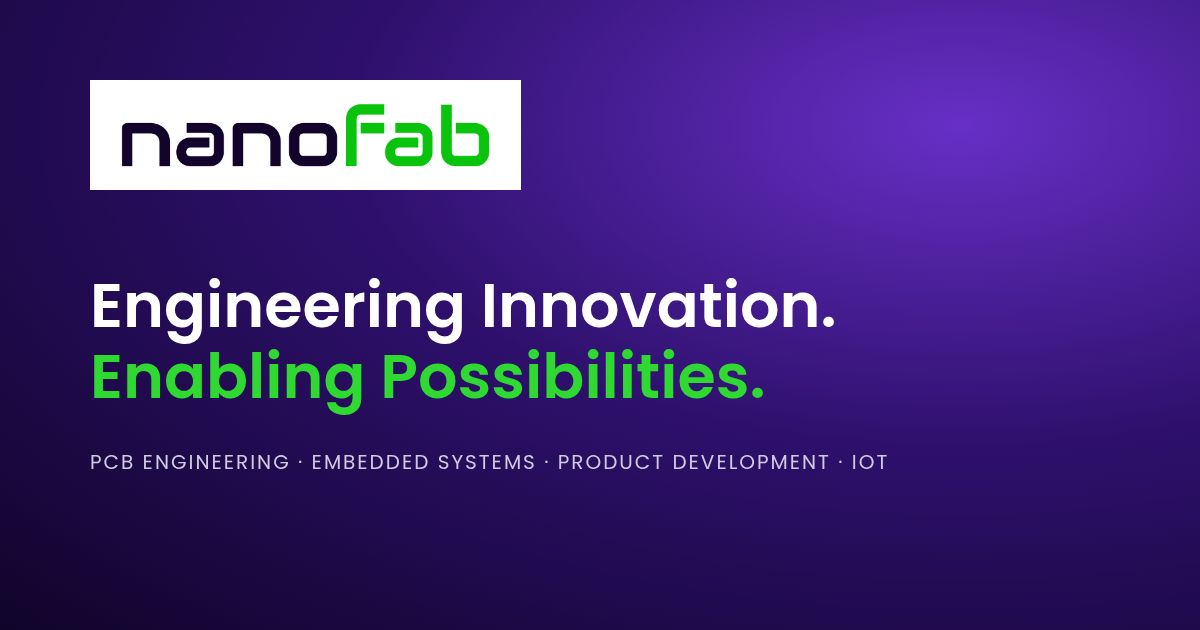 nanofab
Engineering Innovation.
Enabling Possibilities.
PCB ENGINEERING · EMBEDDED SYSTEMS · PRODUCT DEVELOPMENT · IOT